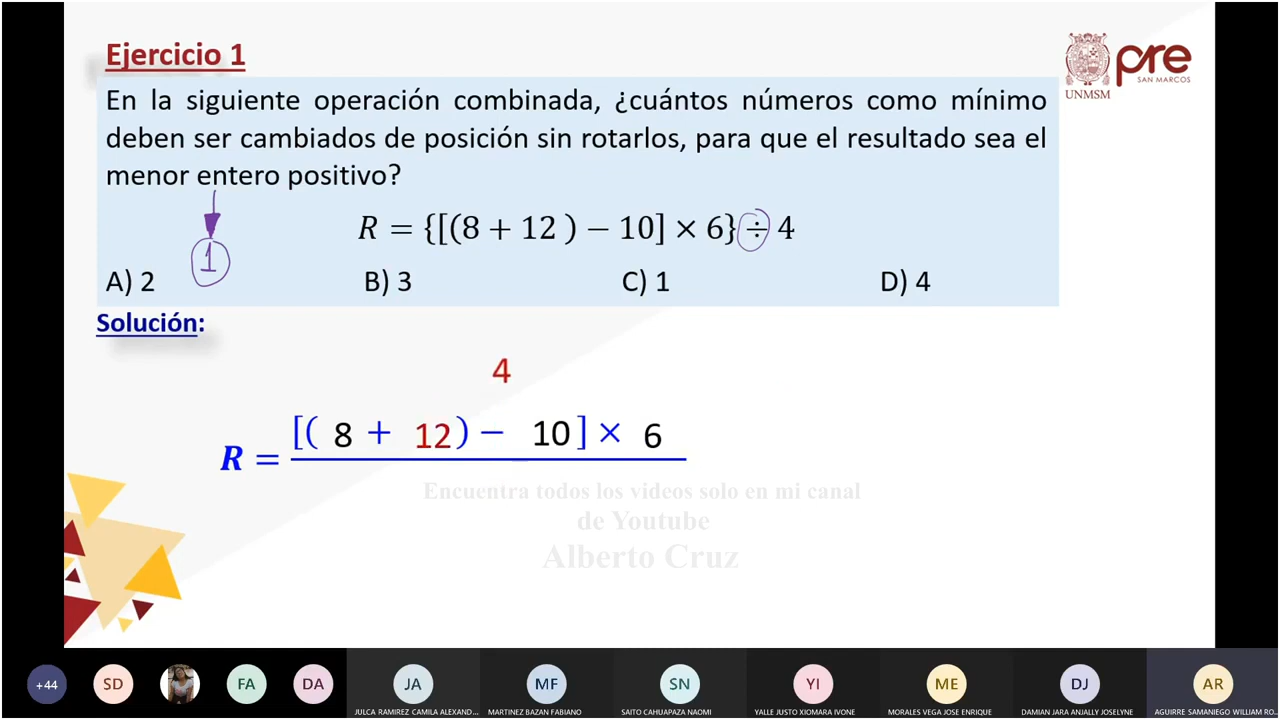 Ejercicio 1
pre
SAN MARCOS
UNMSM
En la siguiente operación combinada, ¿cuántos números como mínimo
deben ser cambiados de posición sin rotarlos, para que el resultado sea el
menor entero positivo?
R = {[(8 + 12 ) − 10] × 6} ÷ 4
1
A) 2 B) 3 C) 1 D) 4
Solución:
4
R = [( 8 + 12) − 10 ] × 6
Encuentra todos los videos solo en mi canal
de Youtube
Alberto Cruz
+44 SD FA DA JA MF SN YI ME DJ AR
JULCA RAMIREZ CAMILA ALEXAND... MARTINEZ BAZAN FABIANO SAITO CAHUAPAZA NAOMI YALLE JUSTO XIOMARA IVONE MORALES VEGA JOSE ENRIQUE DAMIAN JARA ANJALLY JOSELYNE AGUIRRE SAMANIEGO WILLIAM RO...